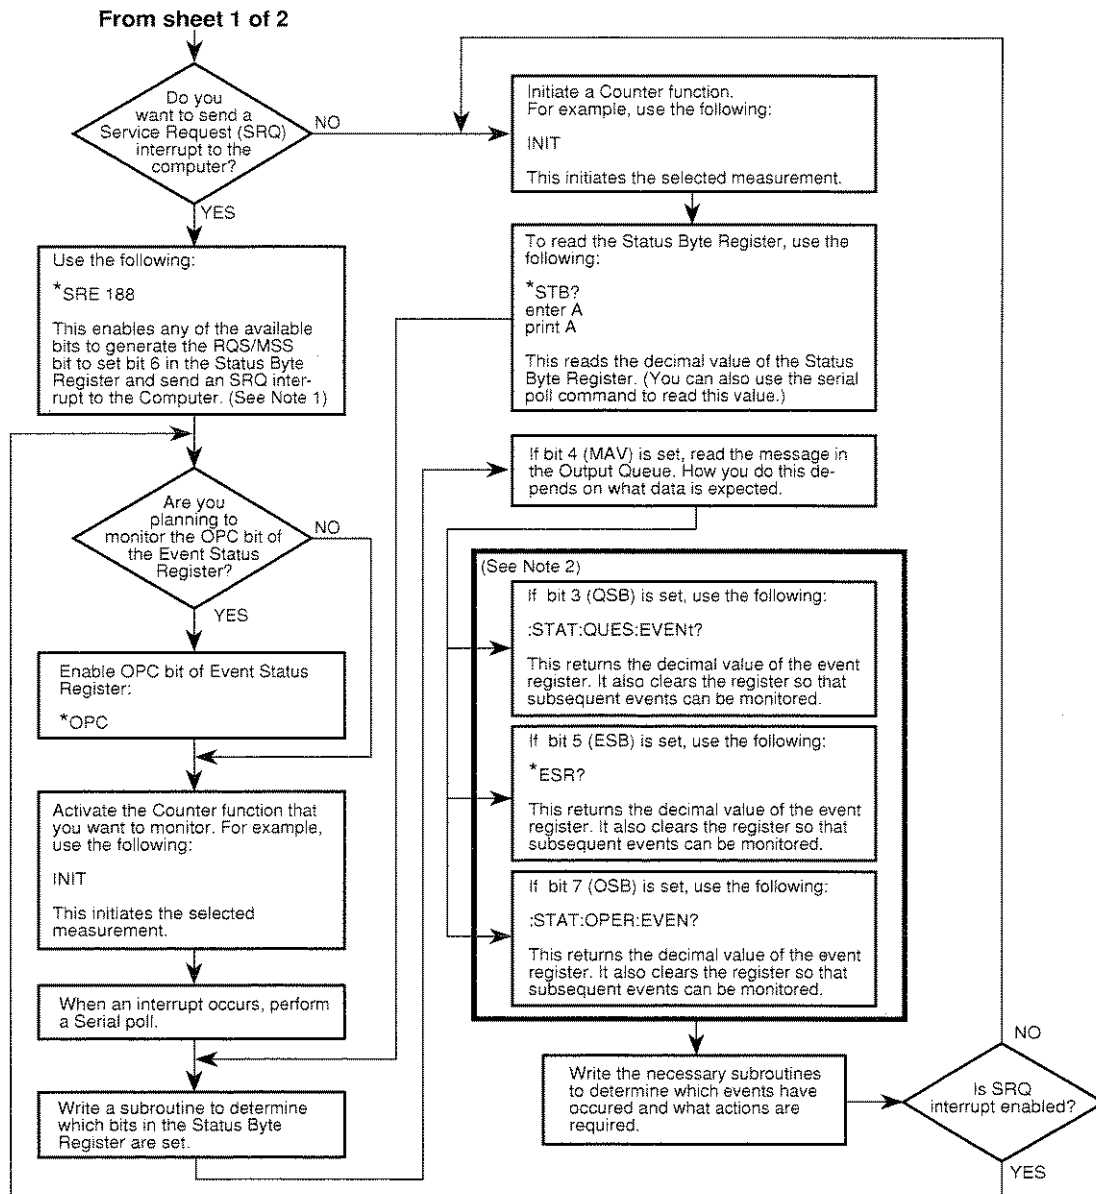 From sheet 1 of 2
Do you
want to send a
Service Request (SRQ)
interrupt to the
computer?
NO
YES
Use the following:
*SRE 188
This enables any of the available
bits to generate the RQS/MSS
bit to set bit 6 in the Status Byte
Register and send an SRQ inter-
rupt to the Computer. (See Note 1)
Are you
planning to
monitor the OPC bit of
the Event Status
Register?
NO
YES
Enable OPC bit of Event Status
Register:
*OPC
Activate the Counter function that
you want to monitor. For example,
use the following:
INIT
This initiates the selected
measurement.
When an interrupt occurs, perform
a Serial poll.
Write a subroutine to determine
which bits in the Status Byte
Register are set.
Initiate a Counter function.
For example, use the following:
INIT
This initiates the selected measurement.
To read the Status Byte Register, use the
following:
*STB?
enter A
print A
This reads the decimal value of the Status
Byte Register. (You can also use the serial
poll command to read this value.)
If bit 4 (MAV) is set, read the message in
the Output Queue. How you do this de-
pends on what data is expected.
(See Note 2)
If bit 3 (QSB) is set, use the following:
:STAT:QUES:EVENt?
This returns the decimal value of the event
register. It also clears the register so that
subsequent events can be monitored.
If bit 5 (ESB) is set, use the following:
*ESR?
This returns the decimal value of the event
register. It also clears the register so that
subsequent events can be monitored.
If bit 7 (OSB) is set, use the following:
:STAT:OPER:EVEN?
This returns the decimal value of the event
register. It also clears the register so that
subsequent events can be monitored.
Write the necessary subroutines
to determine which events have
occured and what actions are
required.
Is SRQ
interrupt enabled?
NO
YES